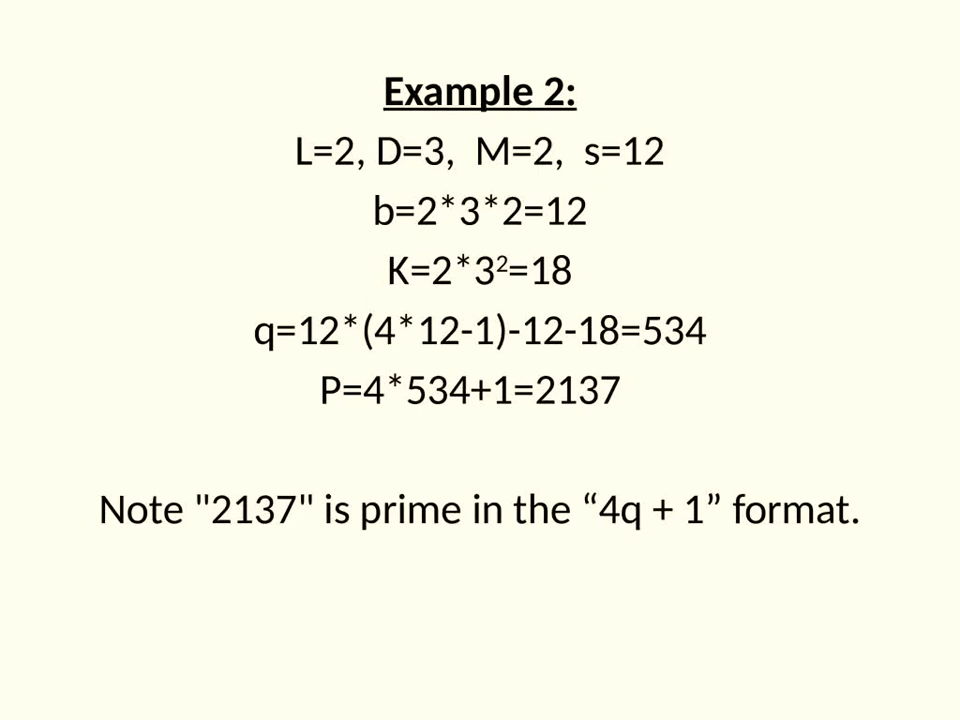 Example 2:
L=2, D=3,  M=2,  s=12
b=2*3*2=12
K=2*3²=18
q=12*(4*12-1)-12-18=534
P=4*534+1=2137
Note "2137" is prime in the “4q + 1” format.